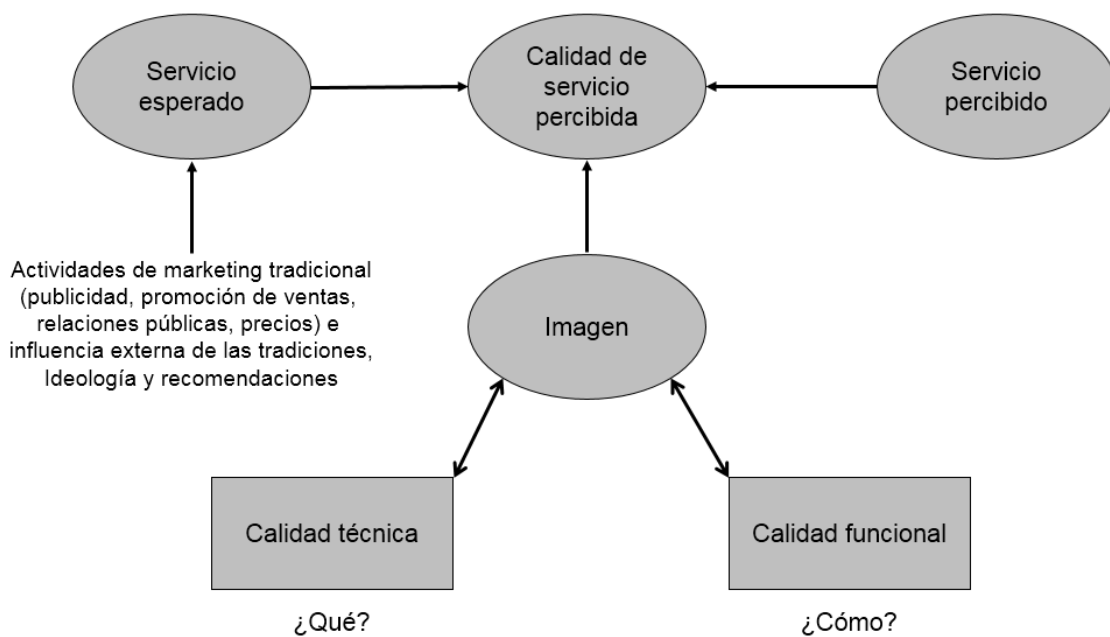 Servicio
esperado
Calidad de
servicio
percibida
Servicio
percibido
Actividades de marketing tradicional
(publicidad, promoción de ventas,
relaciones públicas, precios) e
influencia externa de las tradiciones,
Ideología y recomendaciones
Imagen
Calidad técnica
Calidad funcional
¿Qué?
¿Cómo?